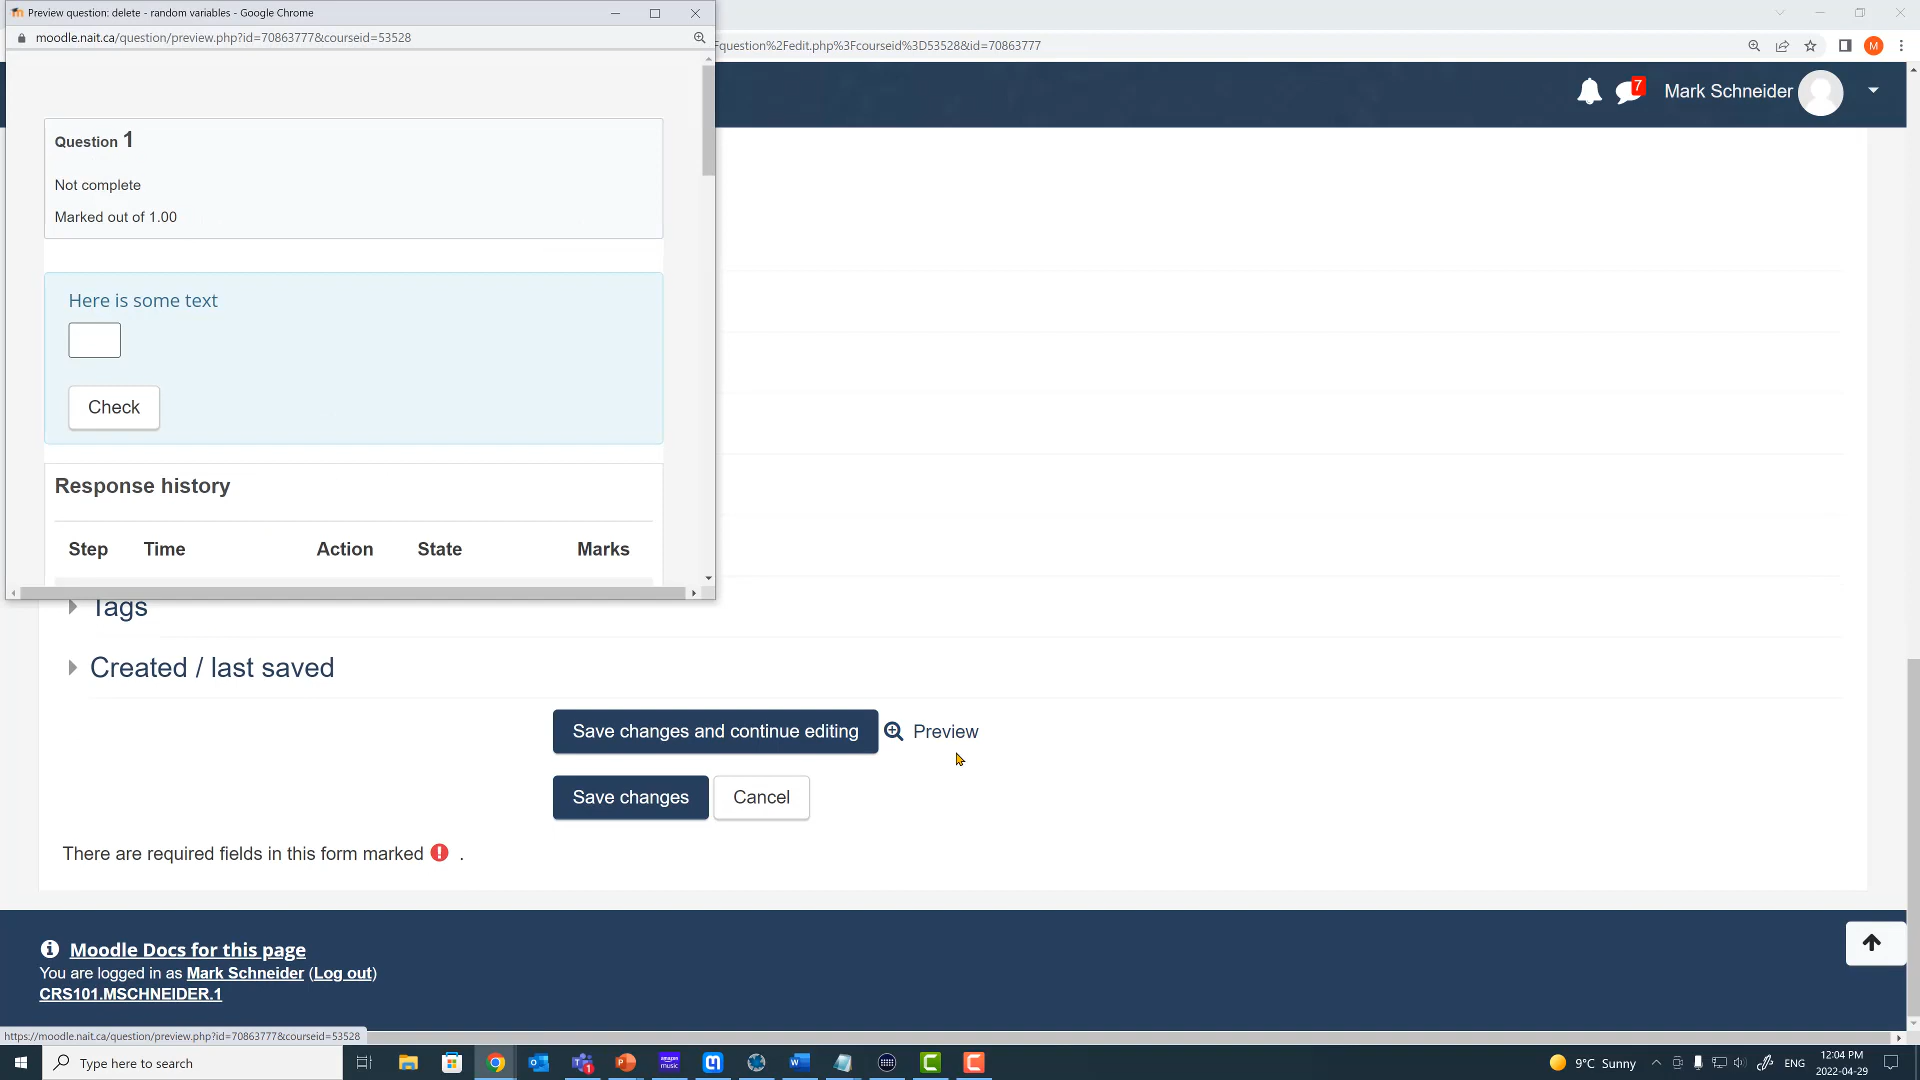 Preview question: delete - random variables - Google Chrome
moodle.nait.ca/question/preview.php?id=70863777&courseid=53528
question%2Fedit.php%3Fcourseid%3D53528&id=70863777
M
7
Mark Schneider
Question 1
Not complete
Marked out of 1.00
Here is some text
Check
Response history
Step Time Action State Marks
Tags
Created / last saved
Save changes and continue editing
Preview
Save changes
Cancel
There are required fields in this form marked .
Moodle Docs for this page
You are logged in as Mark Schneider (Log out)
CRS101.MSCHNEIDER.1
https://moodle.nait.ca/question/preview.php?id=70863777&courseid=53528
Type here to search
9°C Sunny
ENG
12:04 PM
2022-04-29